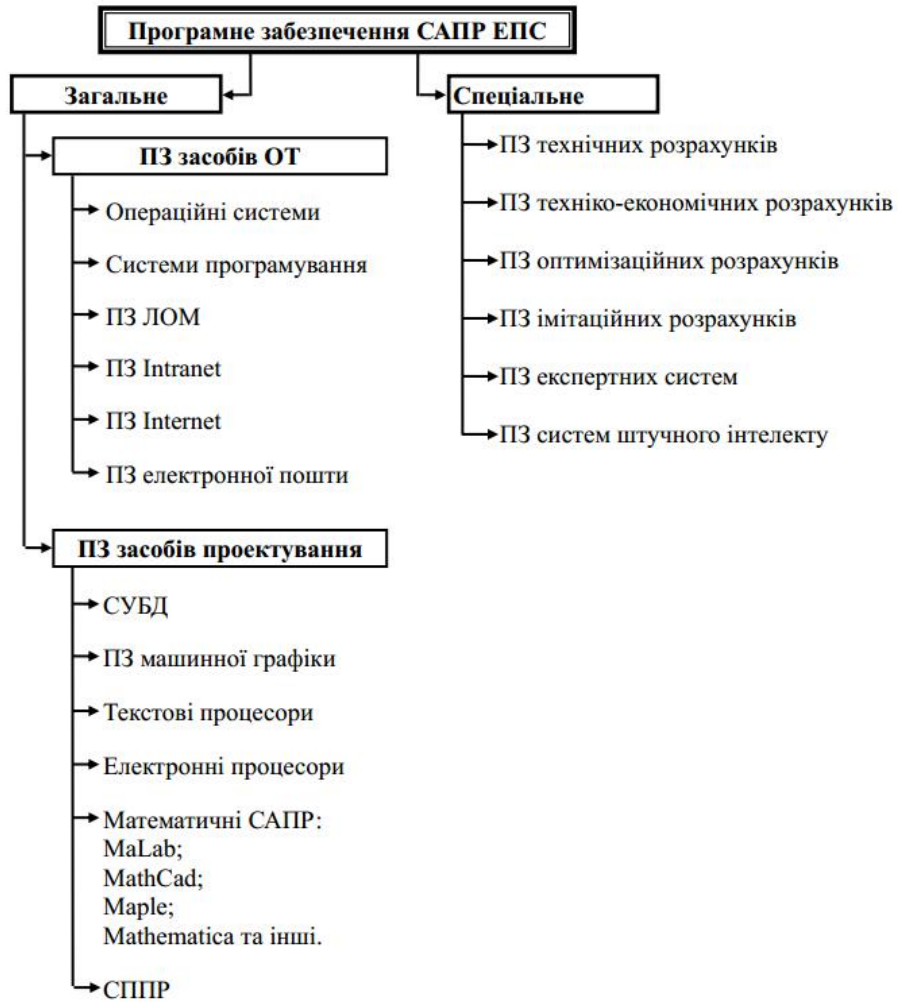 Програмне забезпечення САПР ЕПС
Загальне
ПЗ засобів ОТ
Операційні системи
Системи програмування
ПЗ ЛОМ
ПЗ Intranet
ПЗ Internet
ПЗ електронної пошти
ПЗ засобів проектування
СУБД
ПЗ машинної графіки
Текстові процесори
Електронні процесори
Математичні САПР:
MaLab;
MathCad;
Maple;
Mathematica та інші.
СППР
Спеціальне
ПЗ технічних розрахунків
ПЗ техніко-економічних розрахунків
ПЗ оптимізаційних розрахунків
ПЗ імітаційних розрахунків
ПЗ експертних систем
ПЗ систем штучного інтелекту